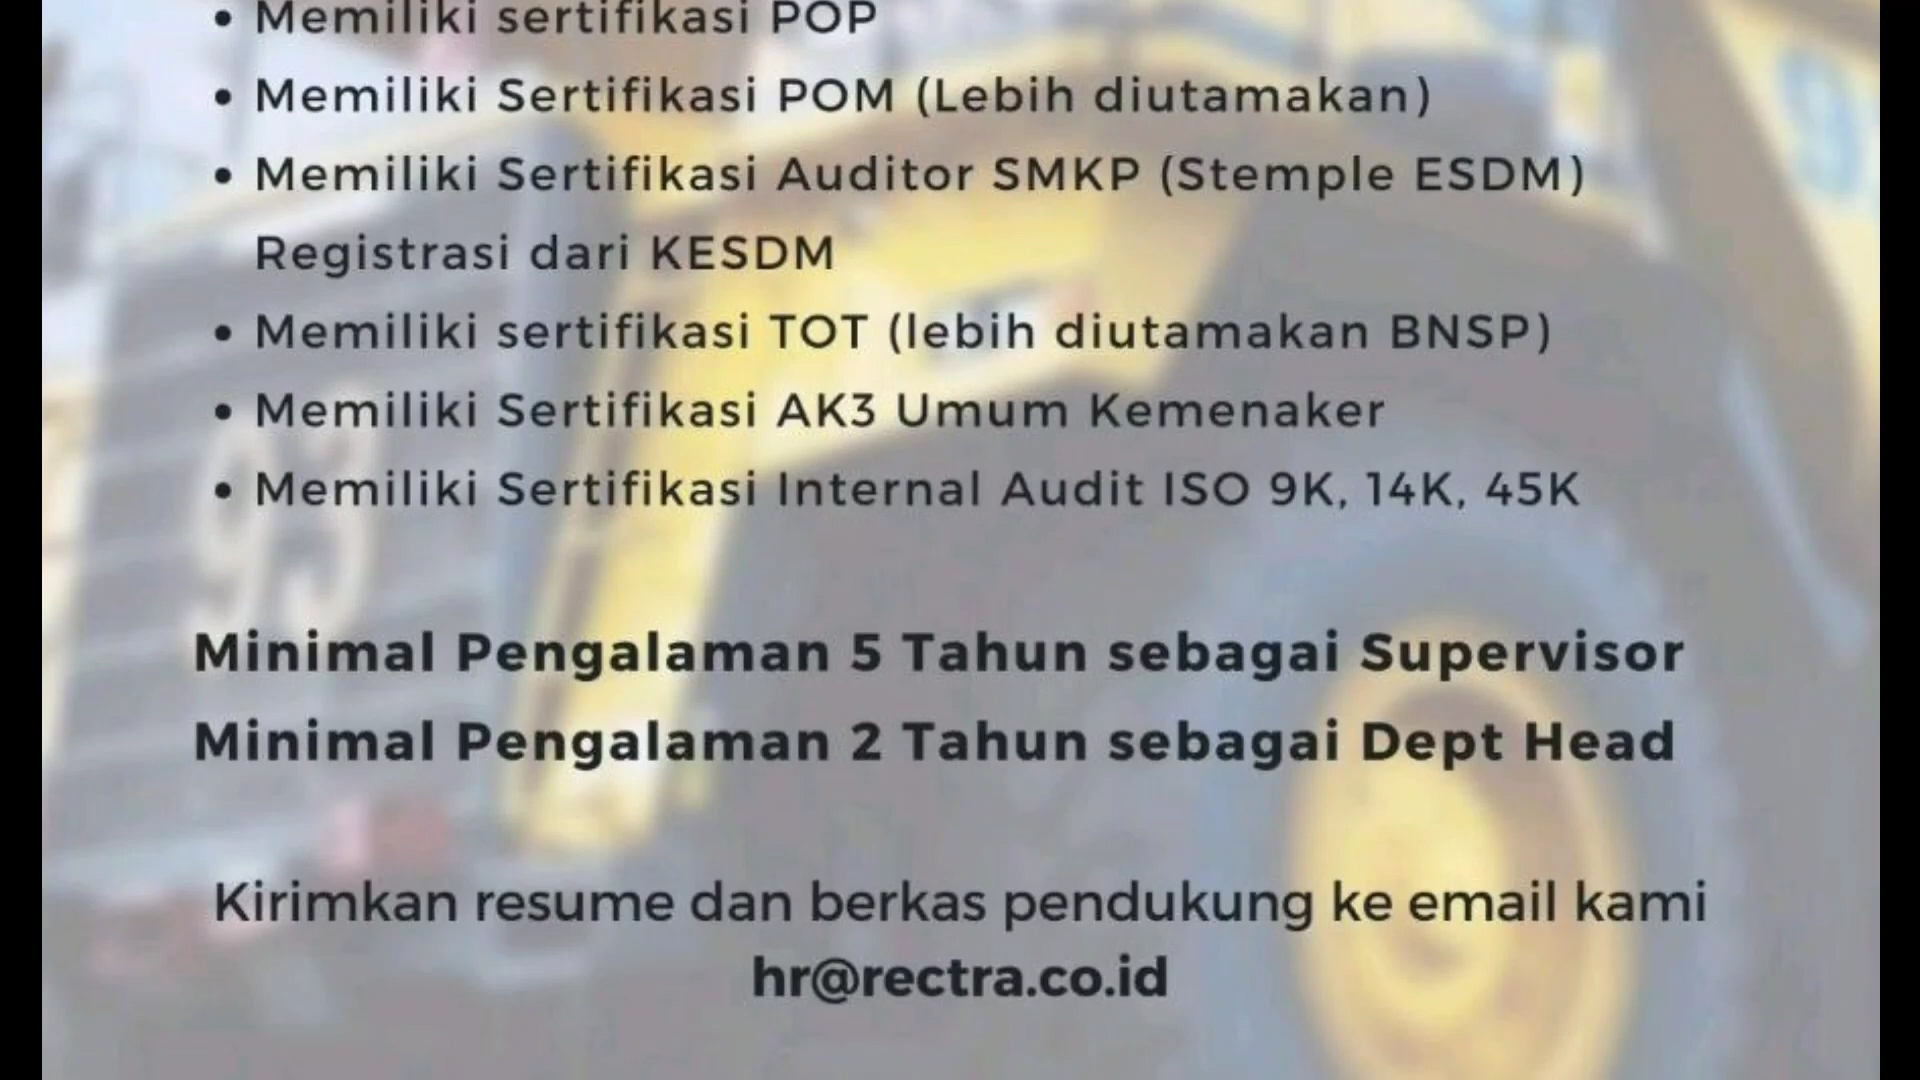 • Memiliki sertifikasi POP
• Memiliki Sertifikasi POM (Lebih diutamakan)
• Memiliki Sertifikasi Auditor SMKP (Stemple ESDM)
Registrasi dari KESDM
• Memiliki sertifikasi TOT (lebih diutamakan BNSP)
• Memiliki Sertifikasi AK3 Umum Kemenaker
• Memiliki Sertifikasi Internal Audit ISO 9K, 14K, 45K
93
Minimal Pengalaman 5 Tahun sebagai Supervisor
Minimal Pengalaman 2 Tahun sebagai Dept Head
Kirimkan resume dan berkas pendukung ke email kami
hr@rectra.co.id